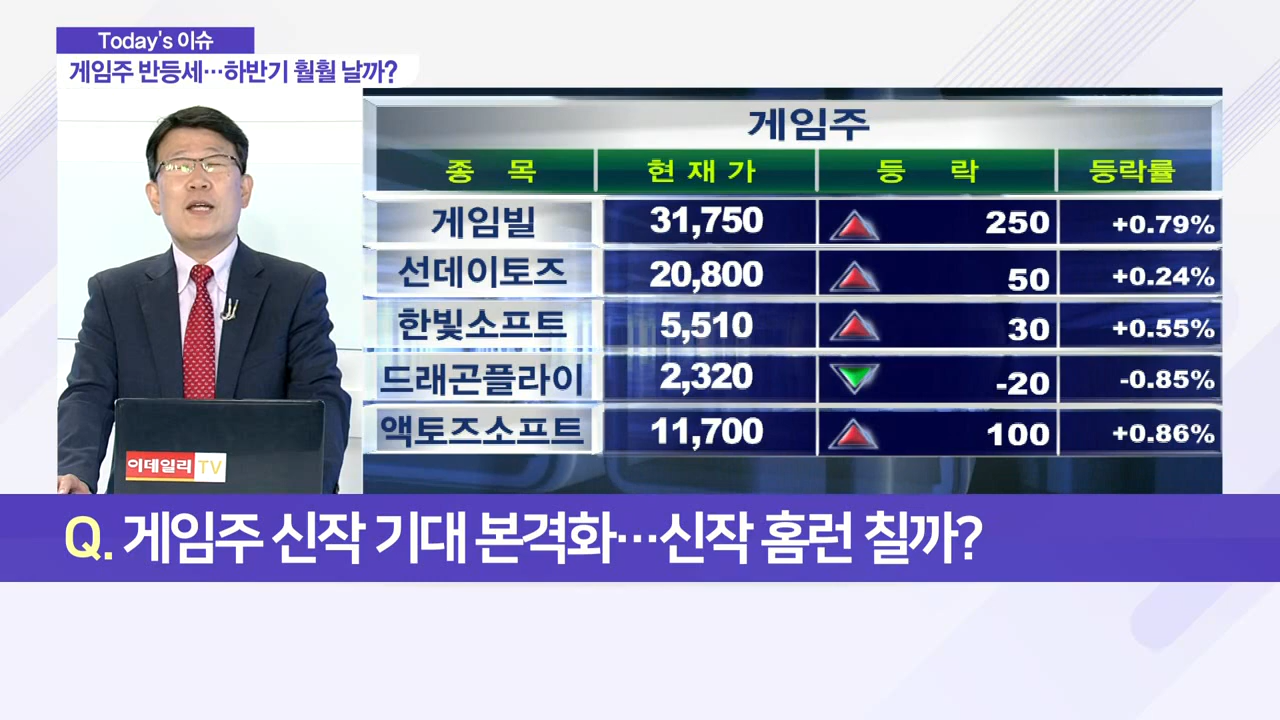 Today's 이슈
게임주 반등세…하반기 훨훨 날까?
게임주
종 목 현 재 가 등 락 등락률
게임빌 31,750 250 +0.79%
선데이토즈 20,800 50 +0.24%
한빛소프트 5,510 30 +0.55%
드래곤플라이 2,320 -20 -0.85%
액토즈소프트 11,700 100 +0.86%
이데일리 TV
Q. 게임주 신작 기대 본격화…신작 홈런 칠까?